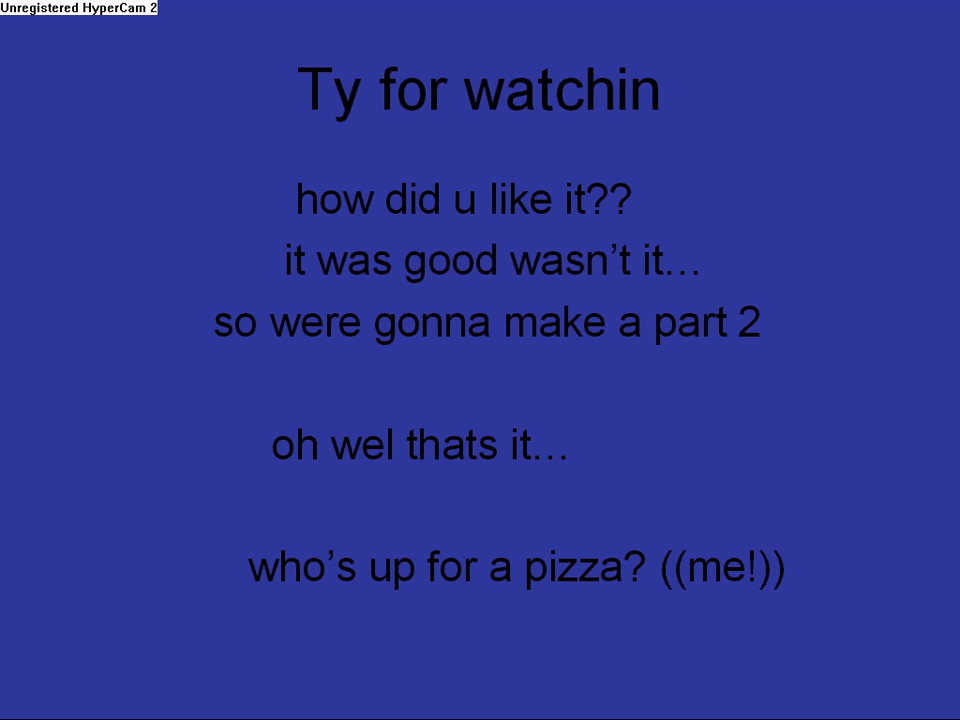 Unregistered HyperCam 2
Ty for watchin
how did u like it??
it was good wasn’t it...
so were gonna make a part 2
oh wel thats it...
who’s up for a pizza? ((me!))